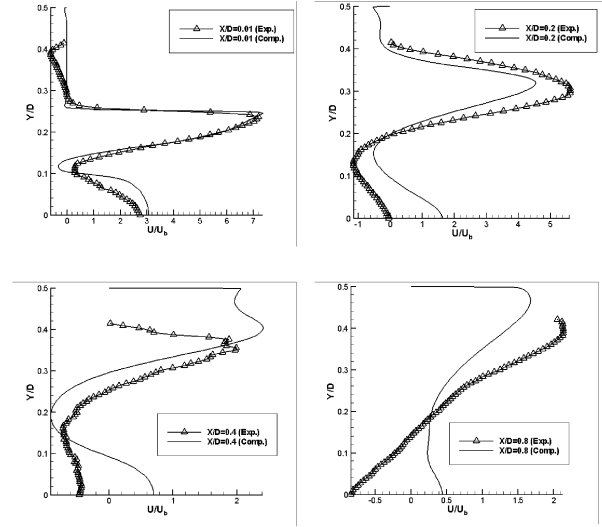 0.5
X/D=0.01 (Exp.)
X/D=0.01 (Comp.)
0.4
0.3
Y/D
0.2
0.1
0
0 1 2 3 4 5 6 7
U/Ub
0.5
X/D=0.2 (Exp.)
X/D=0.2 (Comp.)
0.4
0.3
Y/D
0.2
0.1
0
-1 0 1 2 3 4 5
U/Ub
0.5
0.4
0.3
Y/D
0.2
X/D=0.4 (Exp.)
X/D=0.4 (Comp.)
0.1
0
0 1 2
U/Ub
0.5
0.4
0.3
Y/D
0.2
X/D=0.8 (Exp.)
X/D=0.8 (Comp.)
0.1
0
-0.5 0 0.5 1 1.5 2
U/Ub